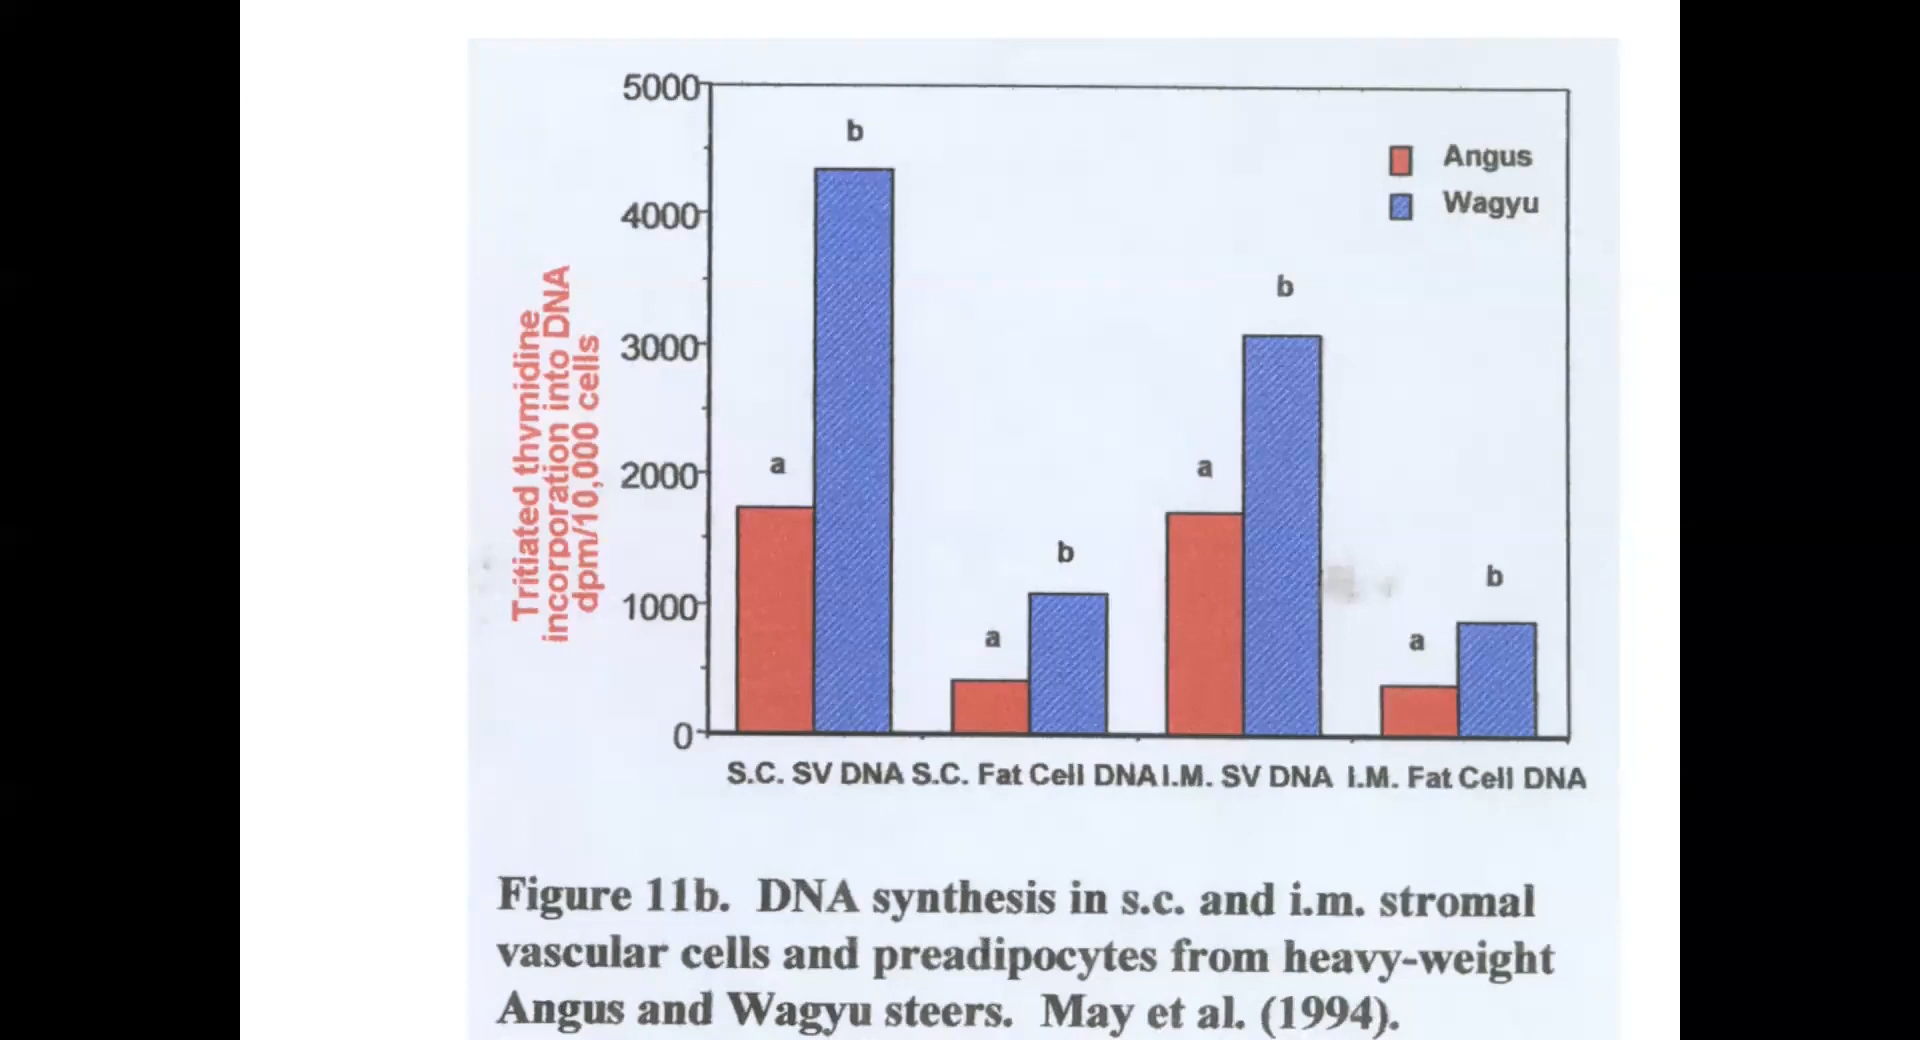 5000
4000
3000
2000
1000
0
Tritiated thymidine
incorporation into DNA
dpm/10,000 cells
b
a
b
a
b
a
b
a
Angus
Wagyu
S.C. SV DNA S.C. Fat Cell DNA I.M. SV DNA I.M. Fat Cell DNA
Figure 11b. DNA synthesis in s.c. and i.m. stromal
vascular cells and preadipocytes from heavy-weight
Angus and Wagyu steers. May et al. (1994).